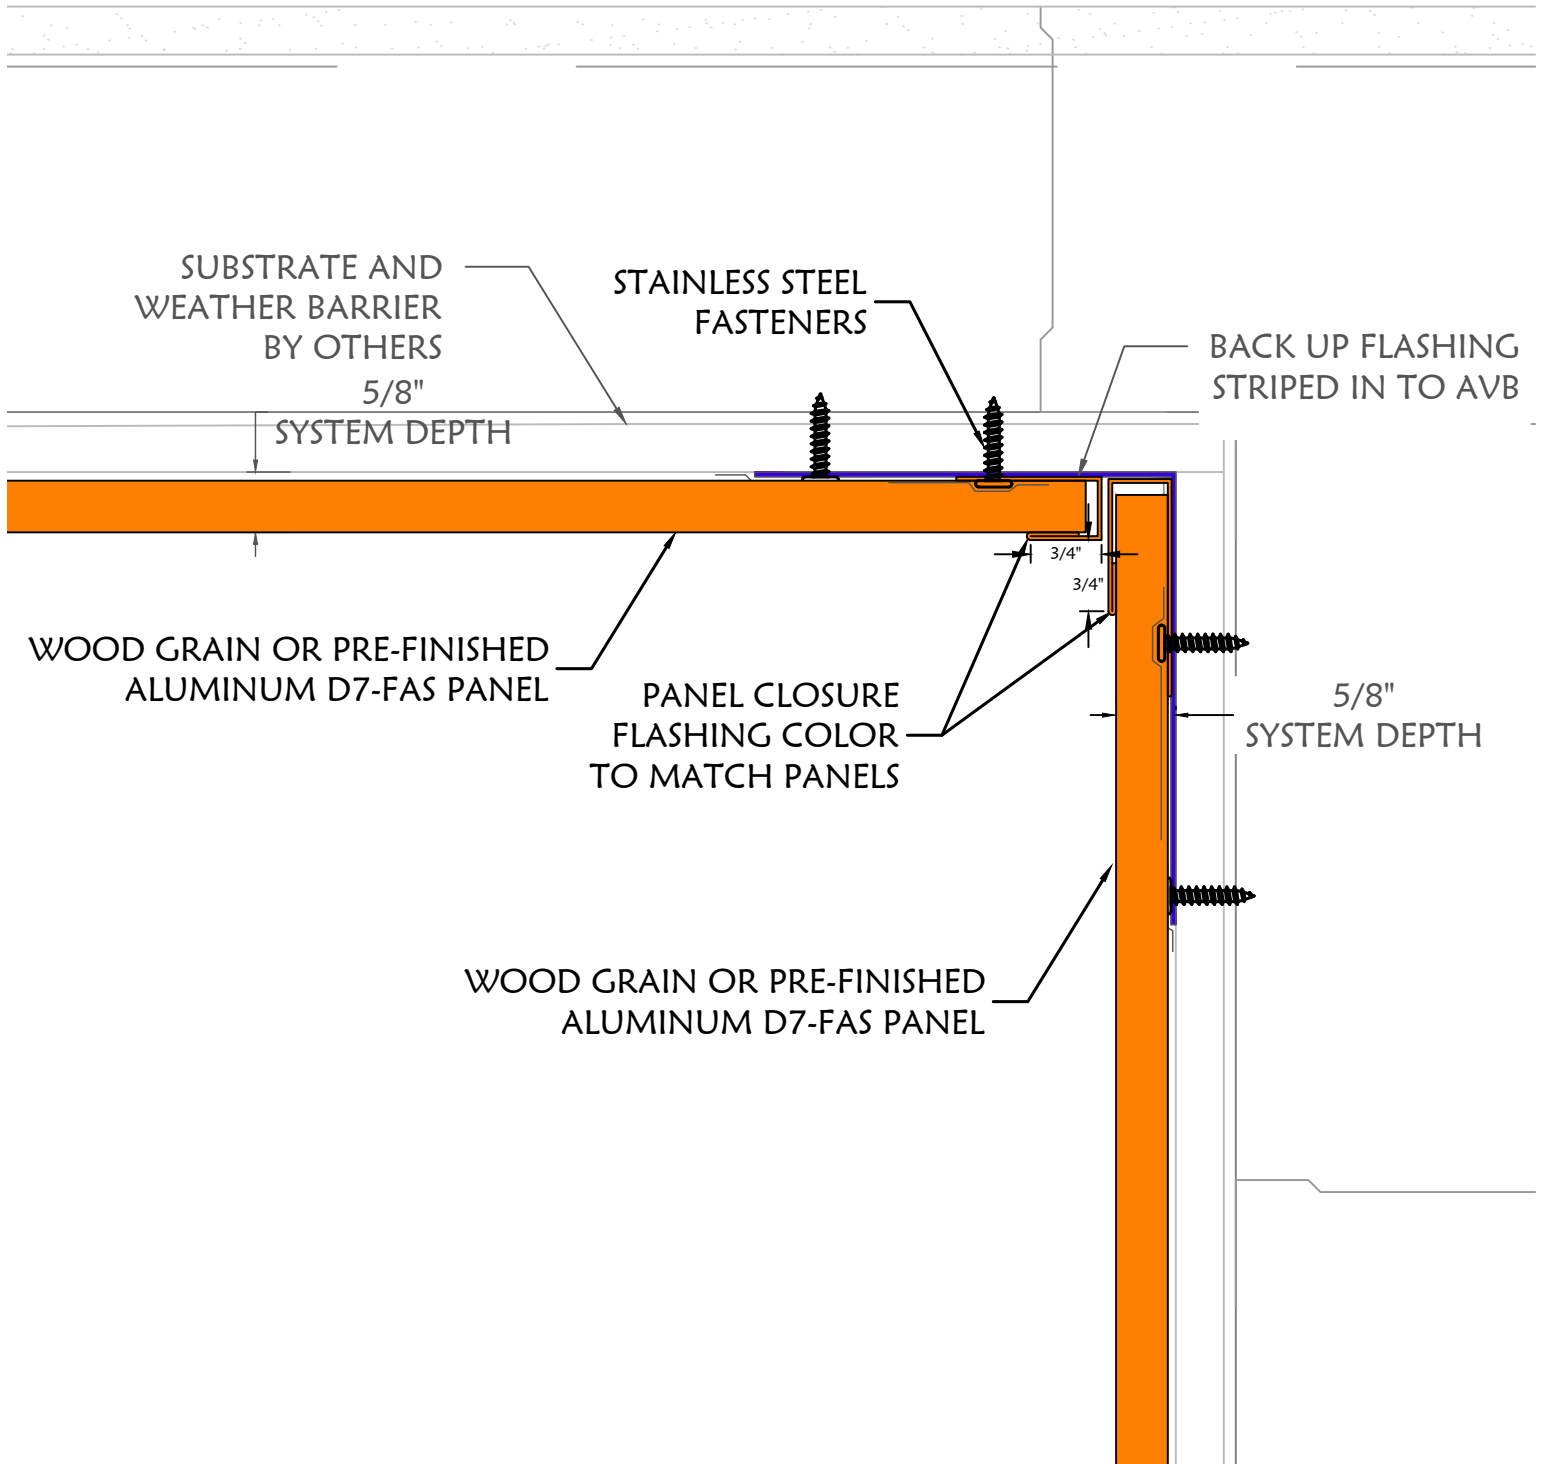 SUBSTRATE AND
WEATHER BARRIER
BY OTHERS
5/8"
SYSTEM DEPTH
STAINLESS STEEL
FASTENERS
BACK UP FLASHING
STRIPED IN TO AVB
3/4"
3/4"
WOOD GRAIN OR PRE-FINISHED
ALUMINUM D7-FAS PANEL
PANEL CLOSURE
FLASHING COLOR
TO MATCH PANELS
5/8"
SYSTEM DEPTH
WOOD GRAIN OR PRE-FINISHED
ALUMINUM D7-FAS PANEL